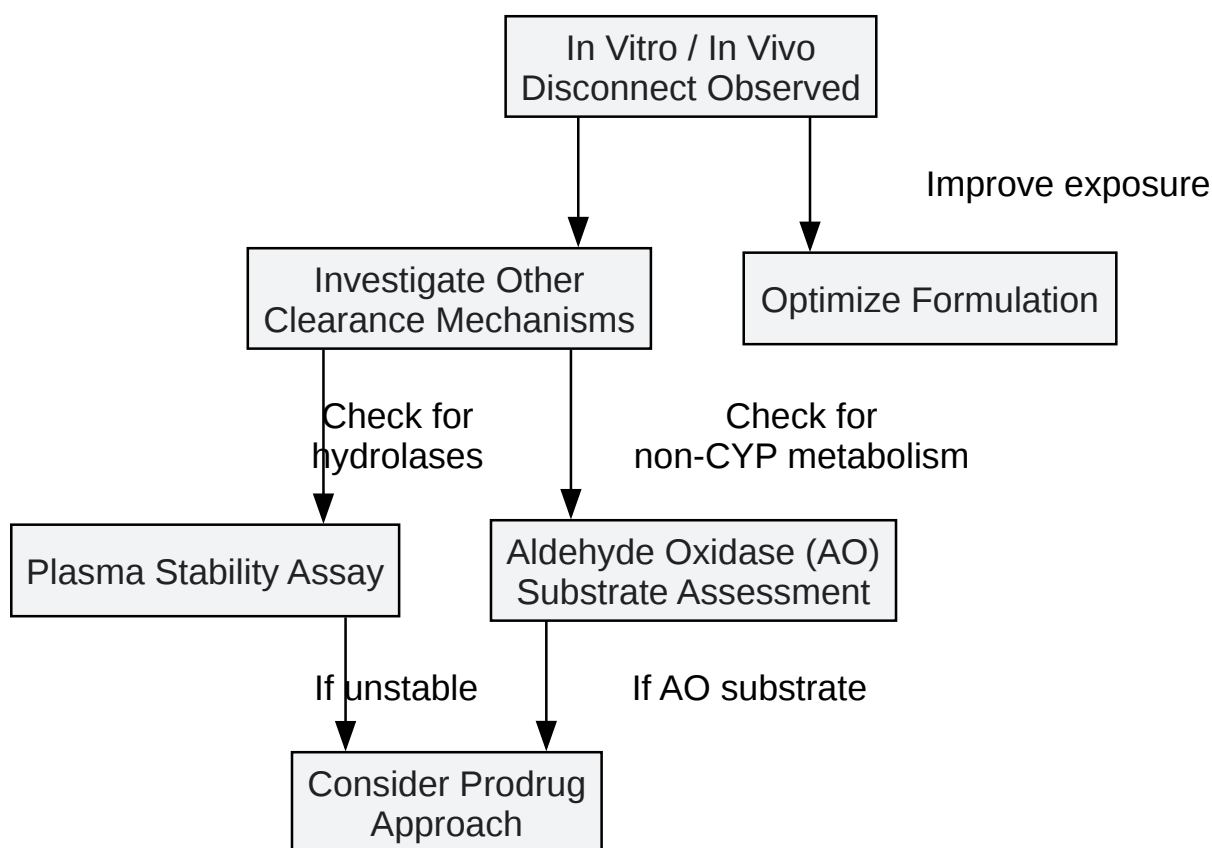 In Vitro / In Vivo
Disconnect Observed
Improve exposure
Investigate Other
Clearance Mechanisms
Optimize Formulation
Check for
hydrolases
Check for
non-CYP metabolism
Plasma Stability Assay
Aldehyde Oxidase (AO)
Substrate Assessment
If unstable
If AO substrate
Consider Prodrug
Approach